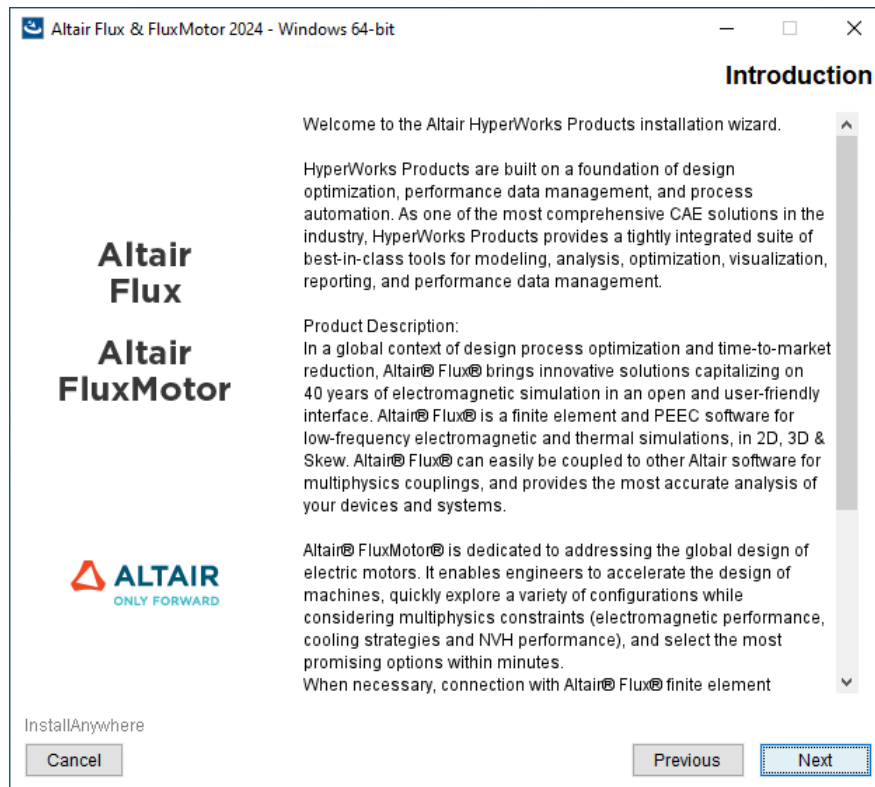 Altair Flux & FluxMotor 2024 - Windows 64-bit
Introduction
Welcome to the Altair HyperWorks Products installation wizard.
HyperWorks Products are built on a foundation of design
optimization, performance data management, and process
automation. As one of the most comprehensive CAE solutions in the
industry, HyperWorks Products provides a tightly integrated suite of
best-in-class tools for modeling, analysis, optimization, visualization,
reporting, and performance data management.
Product Description:
In a global context of design process optimization and time-to-market
reduction, Altair® Flux® brings innovative solutions capitalizing on
40 years of electromagnetic simulation in an open and user-friendly
interface. Altair® Flux® is a finite element and PEEC software for
low-frequency electromagnetic and thermal simulations, in 2D, 3D &
Skew. Altair® Flux® can easily be coupled to other Altair software for
multiphysics couplings, and provides the most accurate analysis of
your devices and systems.
Altair® FluxMotor® is dedicated to addressing the global design of
electric motors. It enables engineers to accelerate the design of
machines, quickly explore a variety of configurations while
considering multiphysics constraints (electromagnetic performance,
cooling strategies and NVH performance), and select the most
promising options within minutes.
When necessary, connection with Altair® Flux® finite element
Altair
Flux
Altair
FluxMotor
ALTAIR
ONLY FORWARD
InstallAnywhere
Cancel
Previous
Next